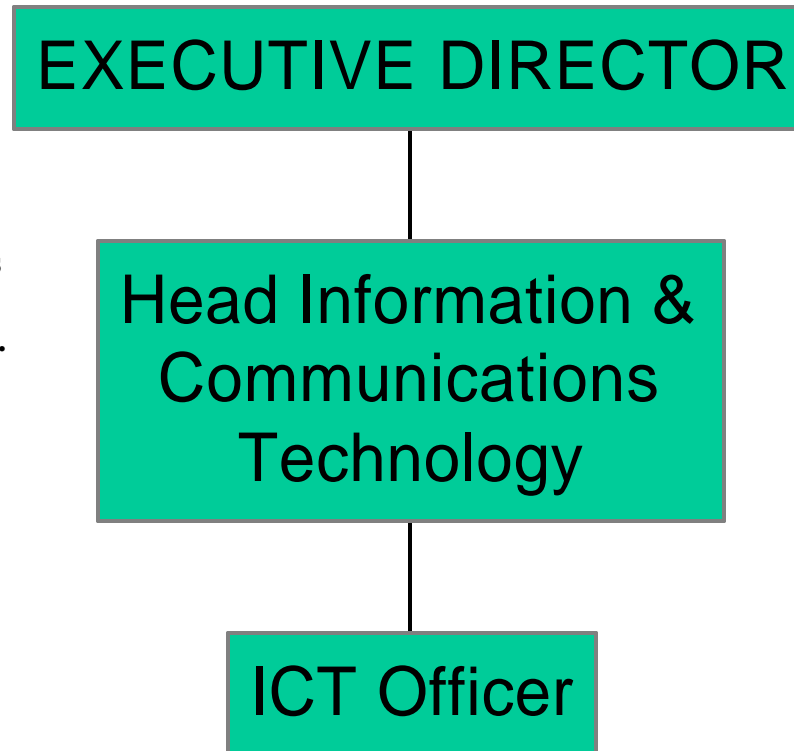 EXECUTIVE DIRECTOR
Head Information &
Communications
Technology
ICT Officer